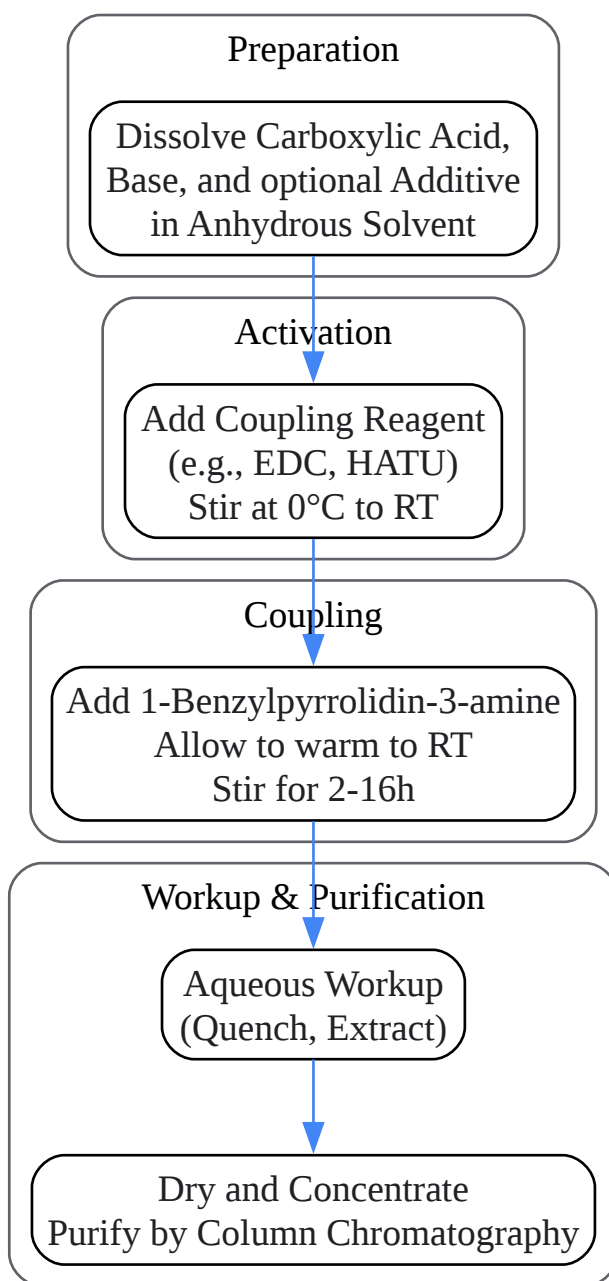 Preparation
Dissolve Carboxylic Acid,
Base, and optional Additive
in Anhydrous Solvent
Activation
Add Coupling Reagent
(e.g., EDC, HATU)
Stir at 0°C to RT
Coupling
Add 1-Benzylpyrrolidin-3-amine
Allow to warm to RT
Stir for 2-16h
Workup & Purification
Aqueous Workup
(Quench, Extract)
Dry and Concentrate
Purify by Column Chromatography